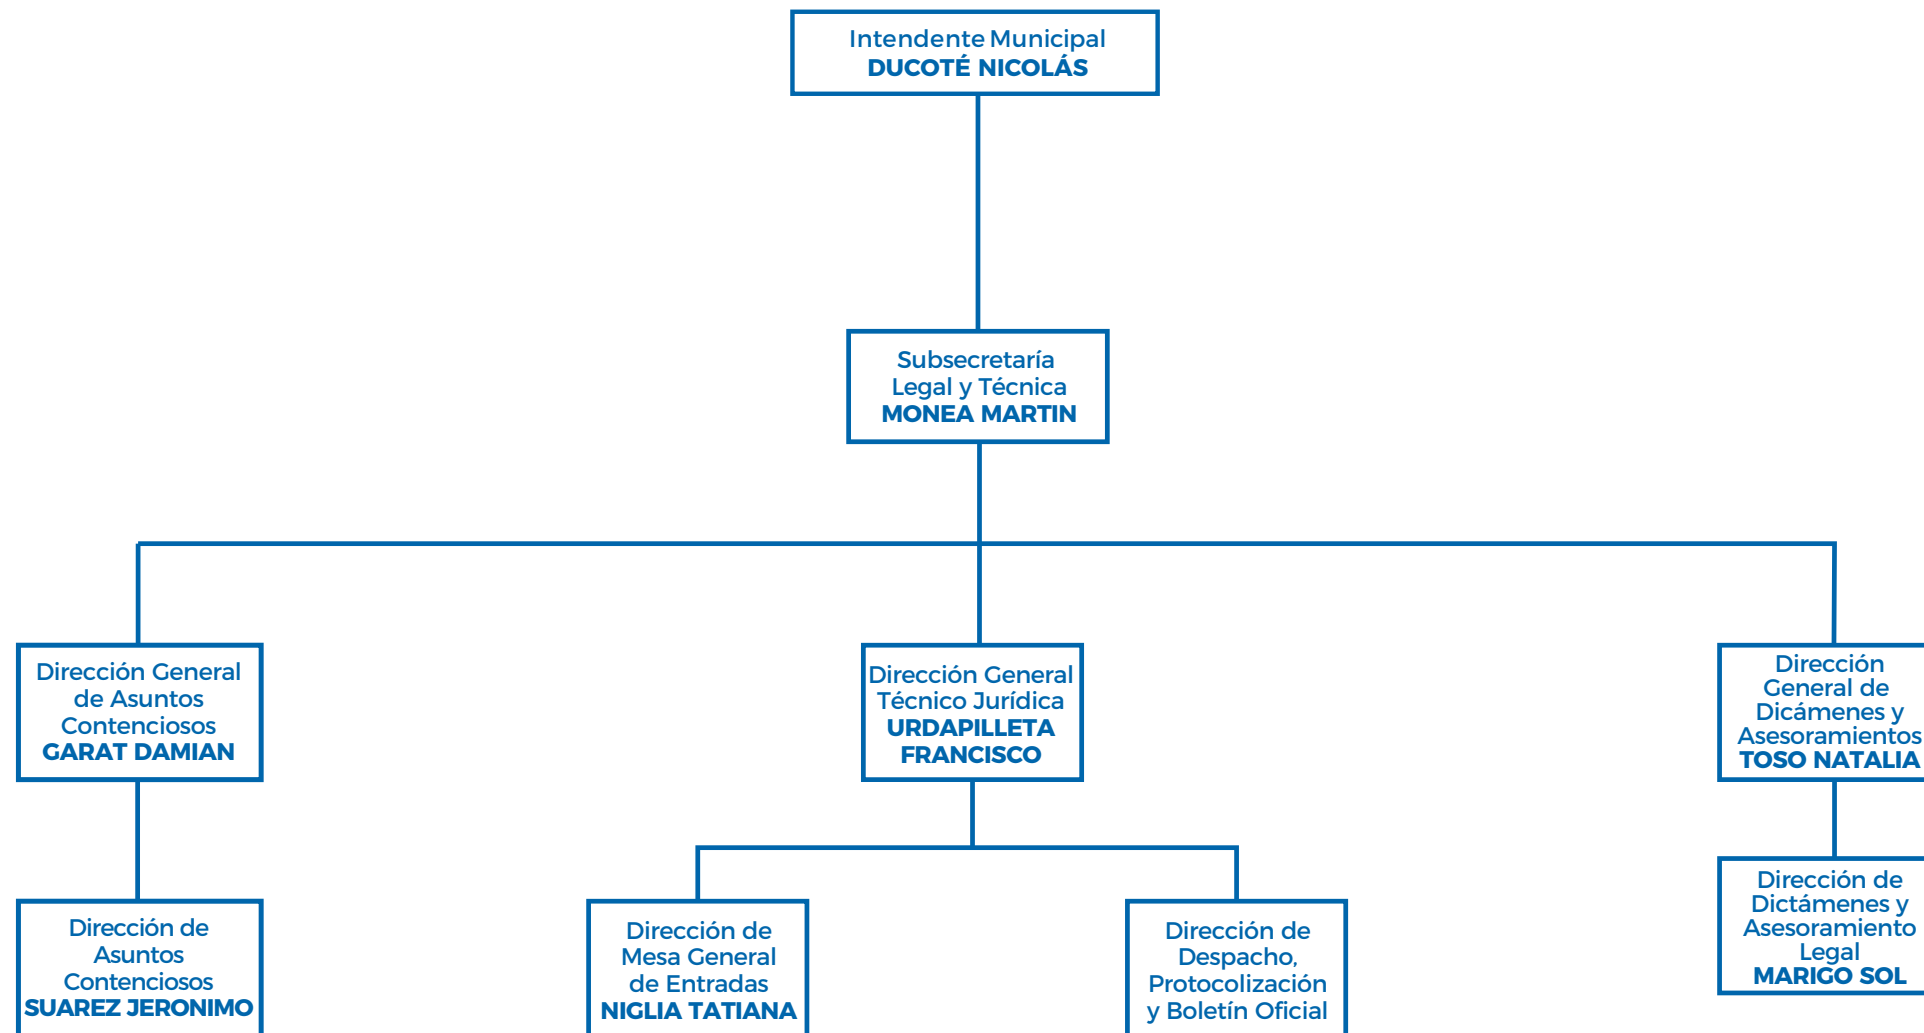 Intendente Municipal
DUCOTÉ NICOLÁS
Subsecretaría
Legal y Técnica
MONEA MARTIN
Dirección General
de Asuntos
Contenciosos
GARAT DAMIAN
Dirección General
Técnico Jurídica
URDAPILLETA
FRANCISCO
Dirección
General de
Dicámenes y
Asesoramientos
TOSO NATALIA
Dirección de
Asuntos
Contenciosos
SUAREZ JERONIMO
Dirección de
Mesa General
de Entradas
NIGLIA TATIANA
Dirección de
Despacho,
Protocolización
y Boletín Oficial
Dirección de
Dictámenes y
Asesoramiento
Legal
MARIGO SOL